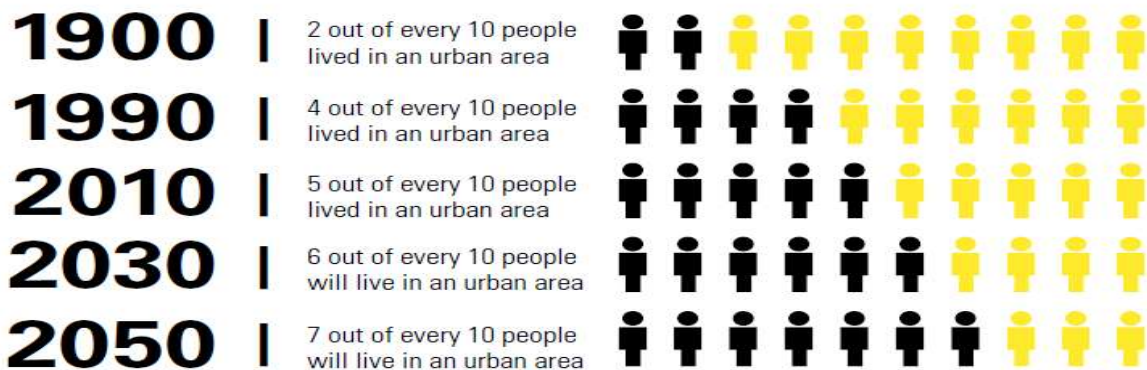 1900 | 2 out of every 10 people
lived in an urban area
1990 | 4 out of every 10 people
lived in an urban area
2010 | 5 out of every 10 people
lived in an urban area
2030 | 6 out of every 10 people
will live in an urban area
2050 | 7 out of every 10 people
will live in an urban area